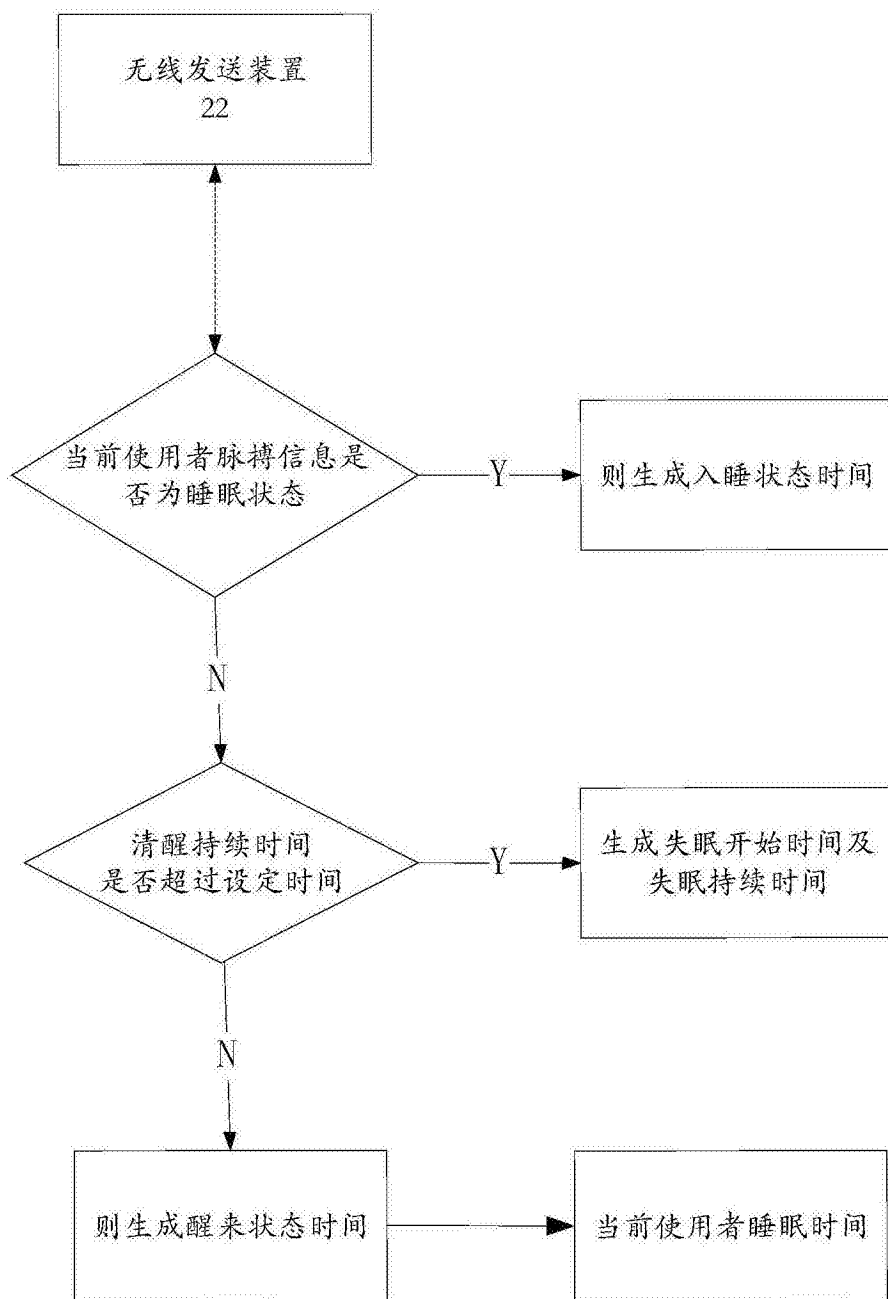 无线发送装置
22
当前使用者脉搏信息是
否为睡眠状态
Y
则生成入睡状态时间
N
清醒持续时间
是否超过设定时间
Y
生成失眠开始时间及
失眠持续时间
N
则生成醒来状态时间
当前使用者睡眠时间